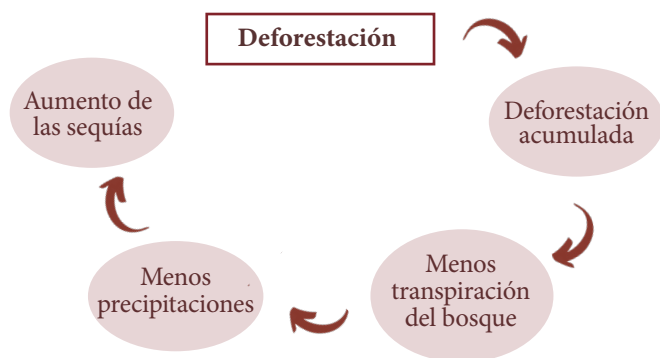 Deforestación
Deforestación
acumulada
Menos
transpiración
del bosque
Menos
precipitaciones
Aumento de
las sequías